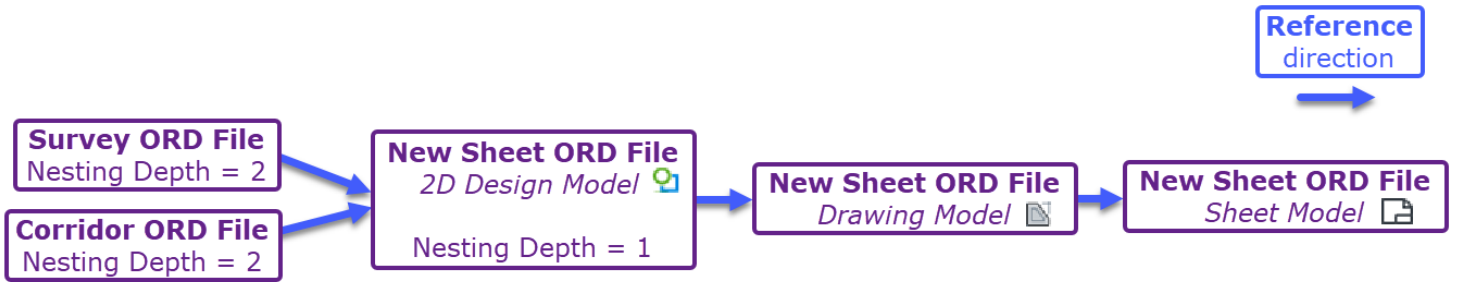 Reference
direction
Survey ORD File
Nesting Depth = 2
Corridor ORD File
Nesting Depth = 2
New Sheet ORD File
2D Design Model
Nesting Depth = 1
New Sheet ORD File
Drawing Model
New Sheet ORD File
Sheet Model